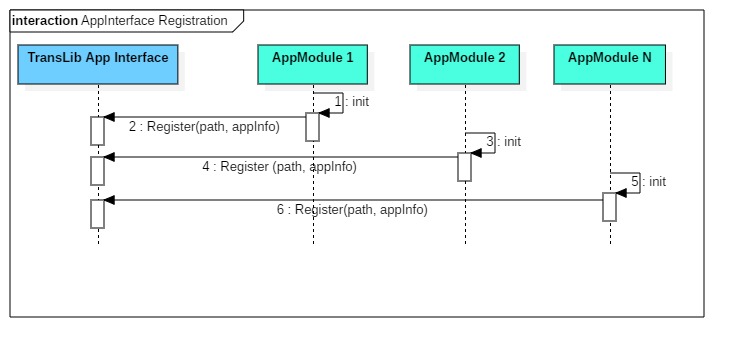 interaction AppInterface Registration
TransLib App Interface
AppModule 1
AppModule 2
AppModule N
1 : init
2 : Register(path, appInfo)
3 : init
4 : Register (path, appInfo)
5 : init
6 : Register(path, appInfo)